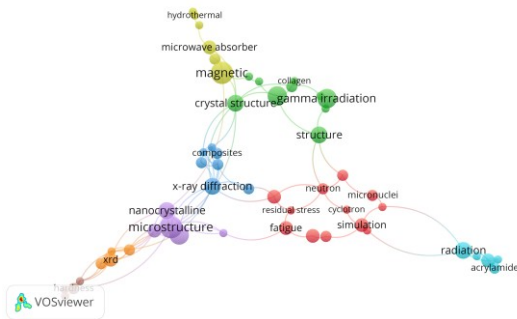 hydrothermal
microwave absorber
magnetic
collagen
gamma irradiation
crystal structure
structure
composites
x-ray diffraction
neutron
micronuclei
nanocrystalline
residual stress
cyclotron
microstructure
fatigue
simulation
radiation
xrd
acrylamide
hardness
VOSviewer